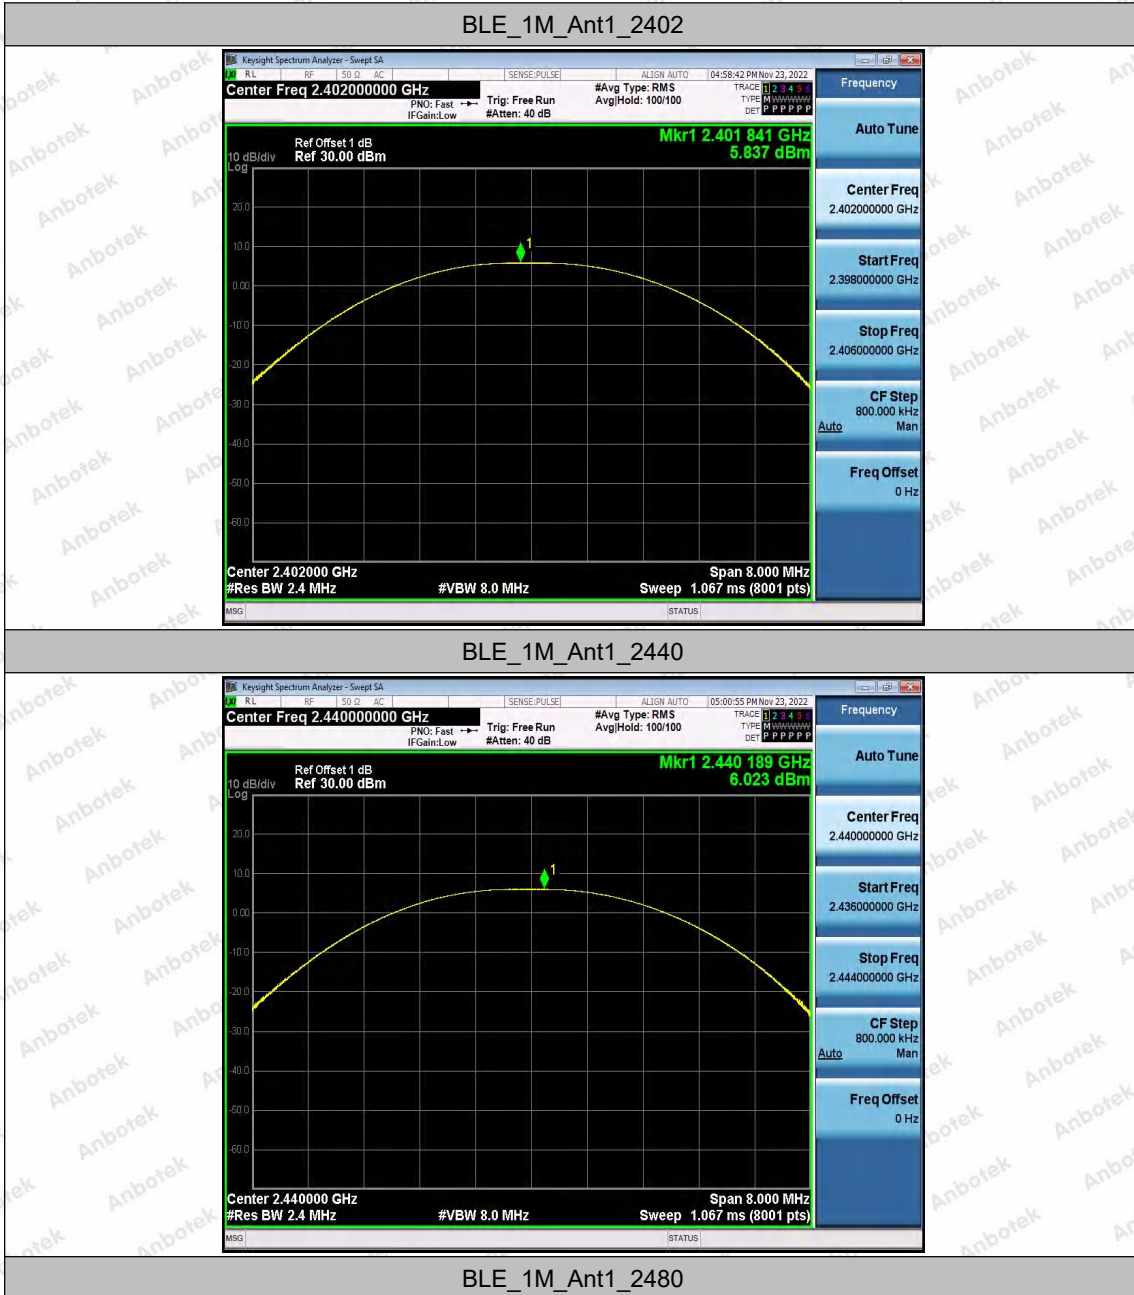 BLE_1M_Ant1_2402
Keysight Spectrum Analyzer - Swept SA
RL RF 50 Ω AC SENSE:PULSE ALIGN AUTO 04:58:42 PM Nov 23, 2022
Center Freq 2.402000000 GHz
PNO: Fast
IFGain:Low
Trig: Free Run
#Atten: 40 dB
#Avg Type: RMS
Avg|Hold: 100/100
TRACE 1 2 3 4 5 6
TYPE M W W W W W
DET P P P P P P
Frequency
Mkr1 2.401 841 GHz
5.837 dBm
Ref Offset 1 dB
10 dB/div Ref 30.00 dBm
Log
20.0
10.0
0.00
-10.0
-20.0
-30.0
-40.0
-50.0
-60.0
1
Center 2.402000 GHz Span 8.000 MHz
#Res BW 2.4 MHz #VBW 8.0 MHz Sweep 1.067 ms (8001 pts)
MSG STATUS
Auto Tune
Center Freq
2.402000000 GHz
Start Freq
2.398000000 GHz
Stop Freq
2.406000000 GHz
CF Step
800.000 kHz
Auto Man
Freq Offset
0 Hz
BLE_1M_Ant1_2440
Keysight Spectrum Analyzer - Swept SA
RL RF 50 Ω AC SENSE:PULSE ALIGN AUTO 05:00:55 PM Nov 23, 2022
Center Freq 2.440000000 GHz
PNO: Fast
IFGain:Low
Trig: Free Run
#Atten: 40 dB
#Avg Type: RMS
Avg|Hold: 100/100
TRACE 1 2 3 4 5 6
TYPE M W W W W W
DET P P P P P P
Frequency
Mkr1 2.440 189 GHz
6.023 dBm
Ref Offset 1 dB
10 dB/div Ref 30.00 dBm
Log
20.0
10.0
0.00
-10.0
-20.0
-30.0
-40.0
-50.0
-60.0
1
Center 2.440000 GHz Span 8.000 MHz
#Res BW 2.4 MHz #VBW 8.0 MHz Sweep 1.067 ms (8001 pts)
MSG STATUS
Auto Tune
Center Freq
2.440000000 GHz
Start Freq
2.436000000 GHz
Stop Freq
2.444000000 GHz
CF Step
800.000 kHz
Auto Man
Freq Offset
0 Hz
BLE_1M_Ant1_2480